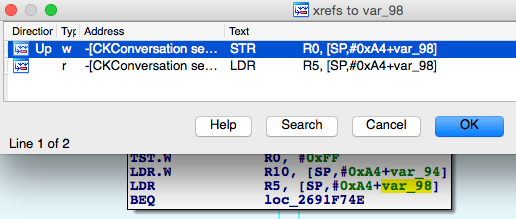 xrefs to var_98
Direction Typ Address Text
Up w -[CKConversation se... STR R0, [SP,#0xA4+var_98]
r -[CKConversation se... LDR R5, [SP,#0xA4+var_98]
Help Search Cancel OK
Line 1 of 2
TST.W R0, #0xFF
LDR.W R10, [SP,#0xA4+var_94]
LDR R5, [SP,#0xA4+var_98]
BEQ loc_2691F74E